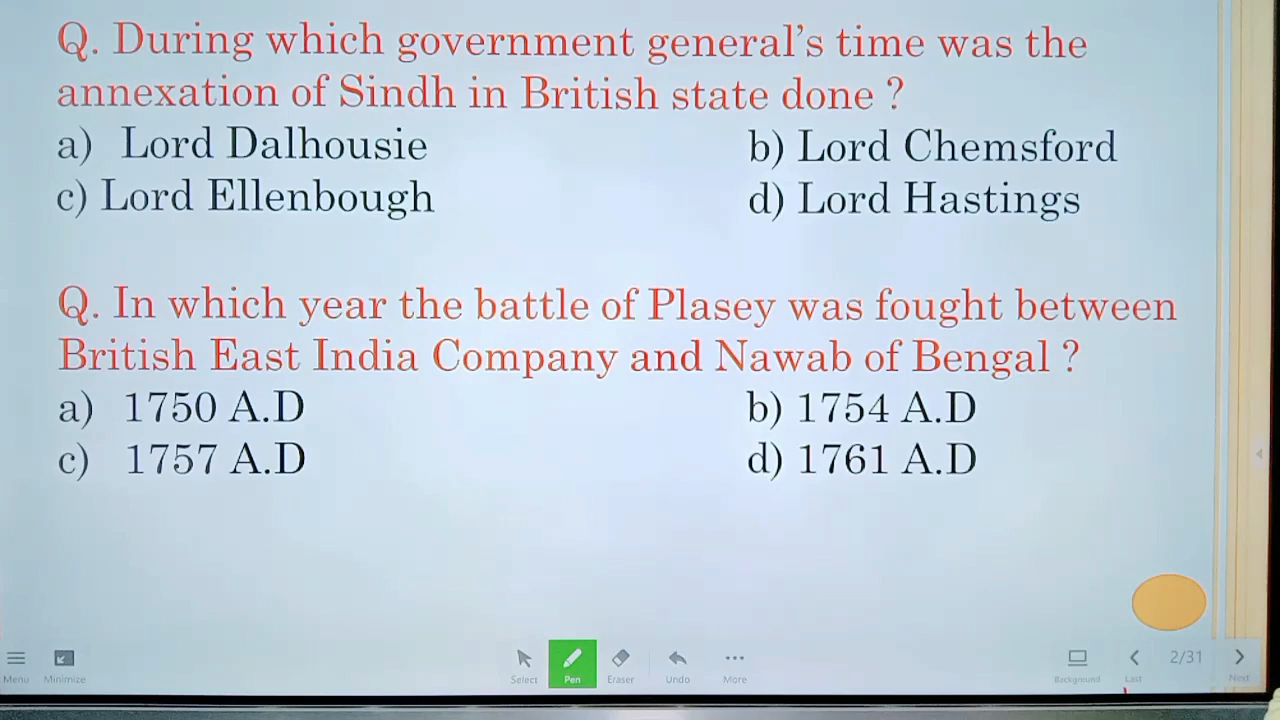 Q. During which government general's time was the
annexation of Sindh in British state done ?
a) Lord Dalhousie b) Lord Chemsford
c) Lord Ellenbough d) Lord Hastings
Q. In which year the battle of Plasey was fought between
British East India Company and Nawab of Bengal ?
a) 1750 A.D b) 1754 A.D
c) 1757 A.D d) 1761 A.D
Menu Minimize Select Pen Eraser Undo More Background Last 2/31 Next